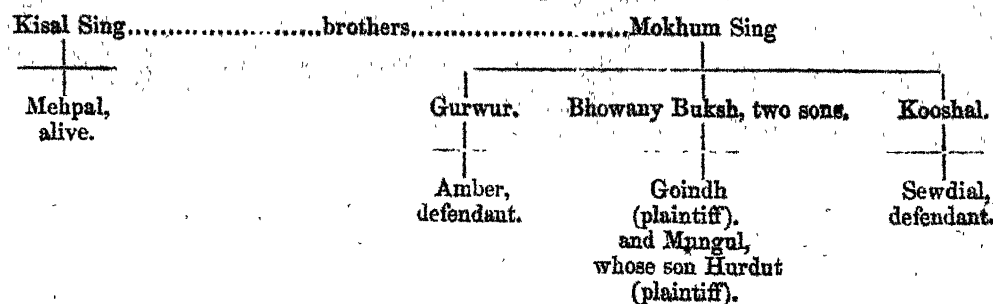 Kisal Sing........................brothers........................Mokhum Sing
Mehpal, Gurwur. Bhowany Buksh, two sons. Kooshal.
alive.
Amber, Goindh Sewdial,
defendant. (plaintiff). defendant.
and Mungul,
whose son Hurdut
(plaintiff).